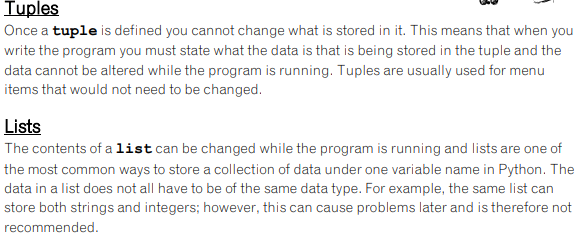 Tuples
Once a tuple is defined you cannot change what is stored in it. This means that when you
write the program you must state what the data is that is being stored in the tuple and the
data cannot be altered while the program is running. Tuples are usually used for menu
items that would not need to be changed.
Lists
The contents of a list can be changed while the program is running and lists are one of
the most common ways to store a collection of data under one variable name in Python. The
data in a list does not all have to be of the same data type. For example, the same list can
store both strings and integers; however, this can cause problems later and is therefore not
recommended.